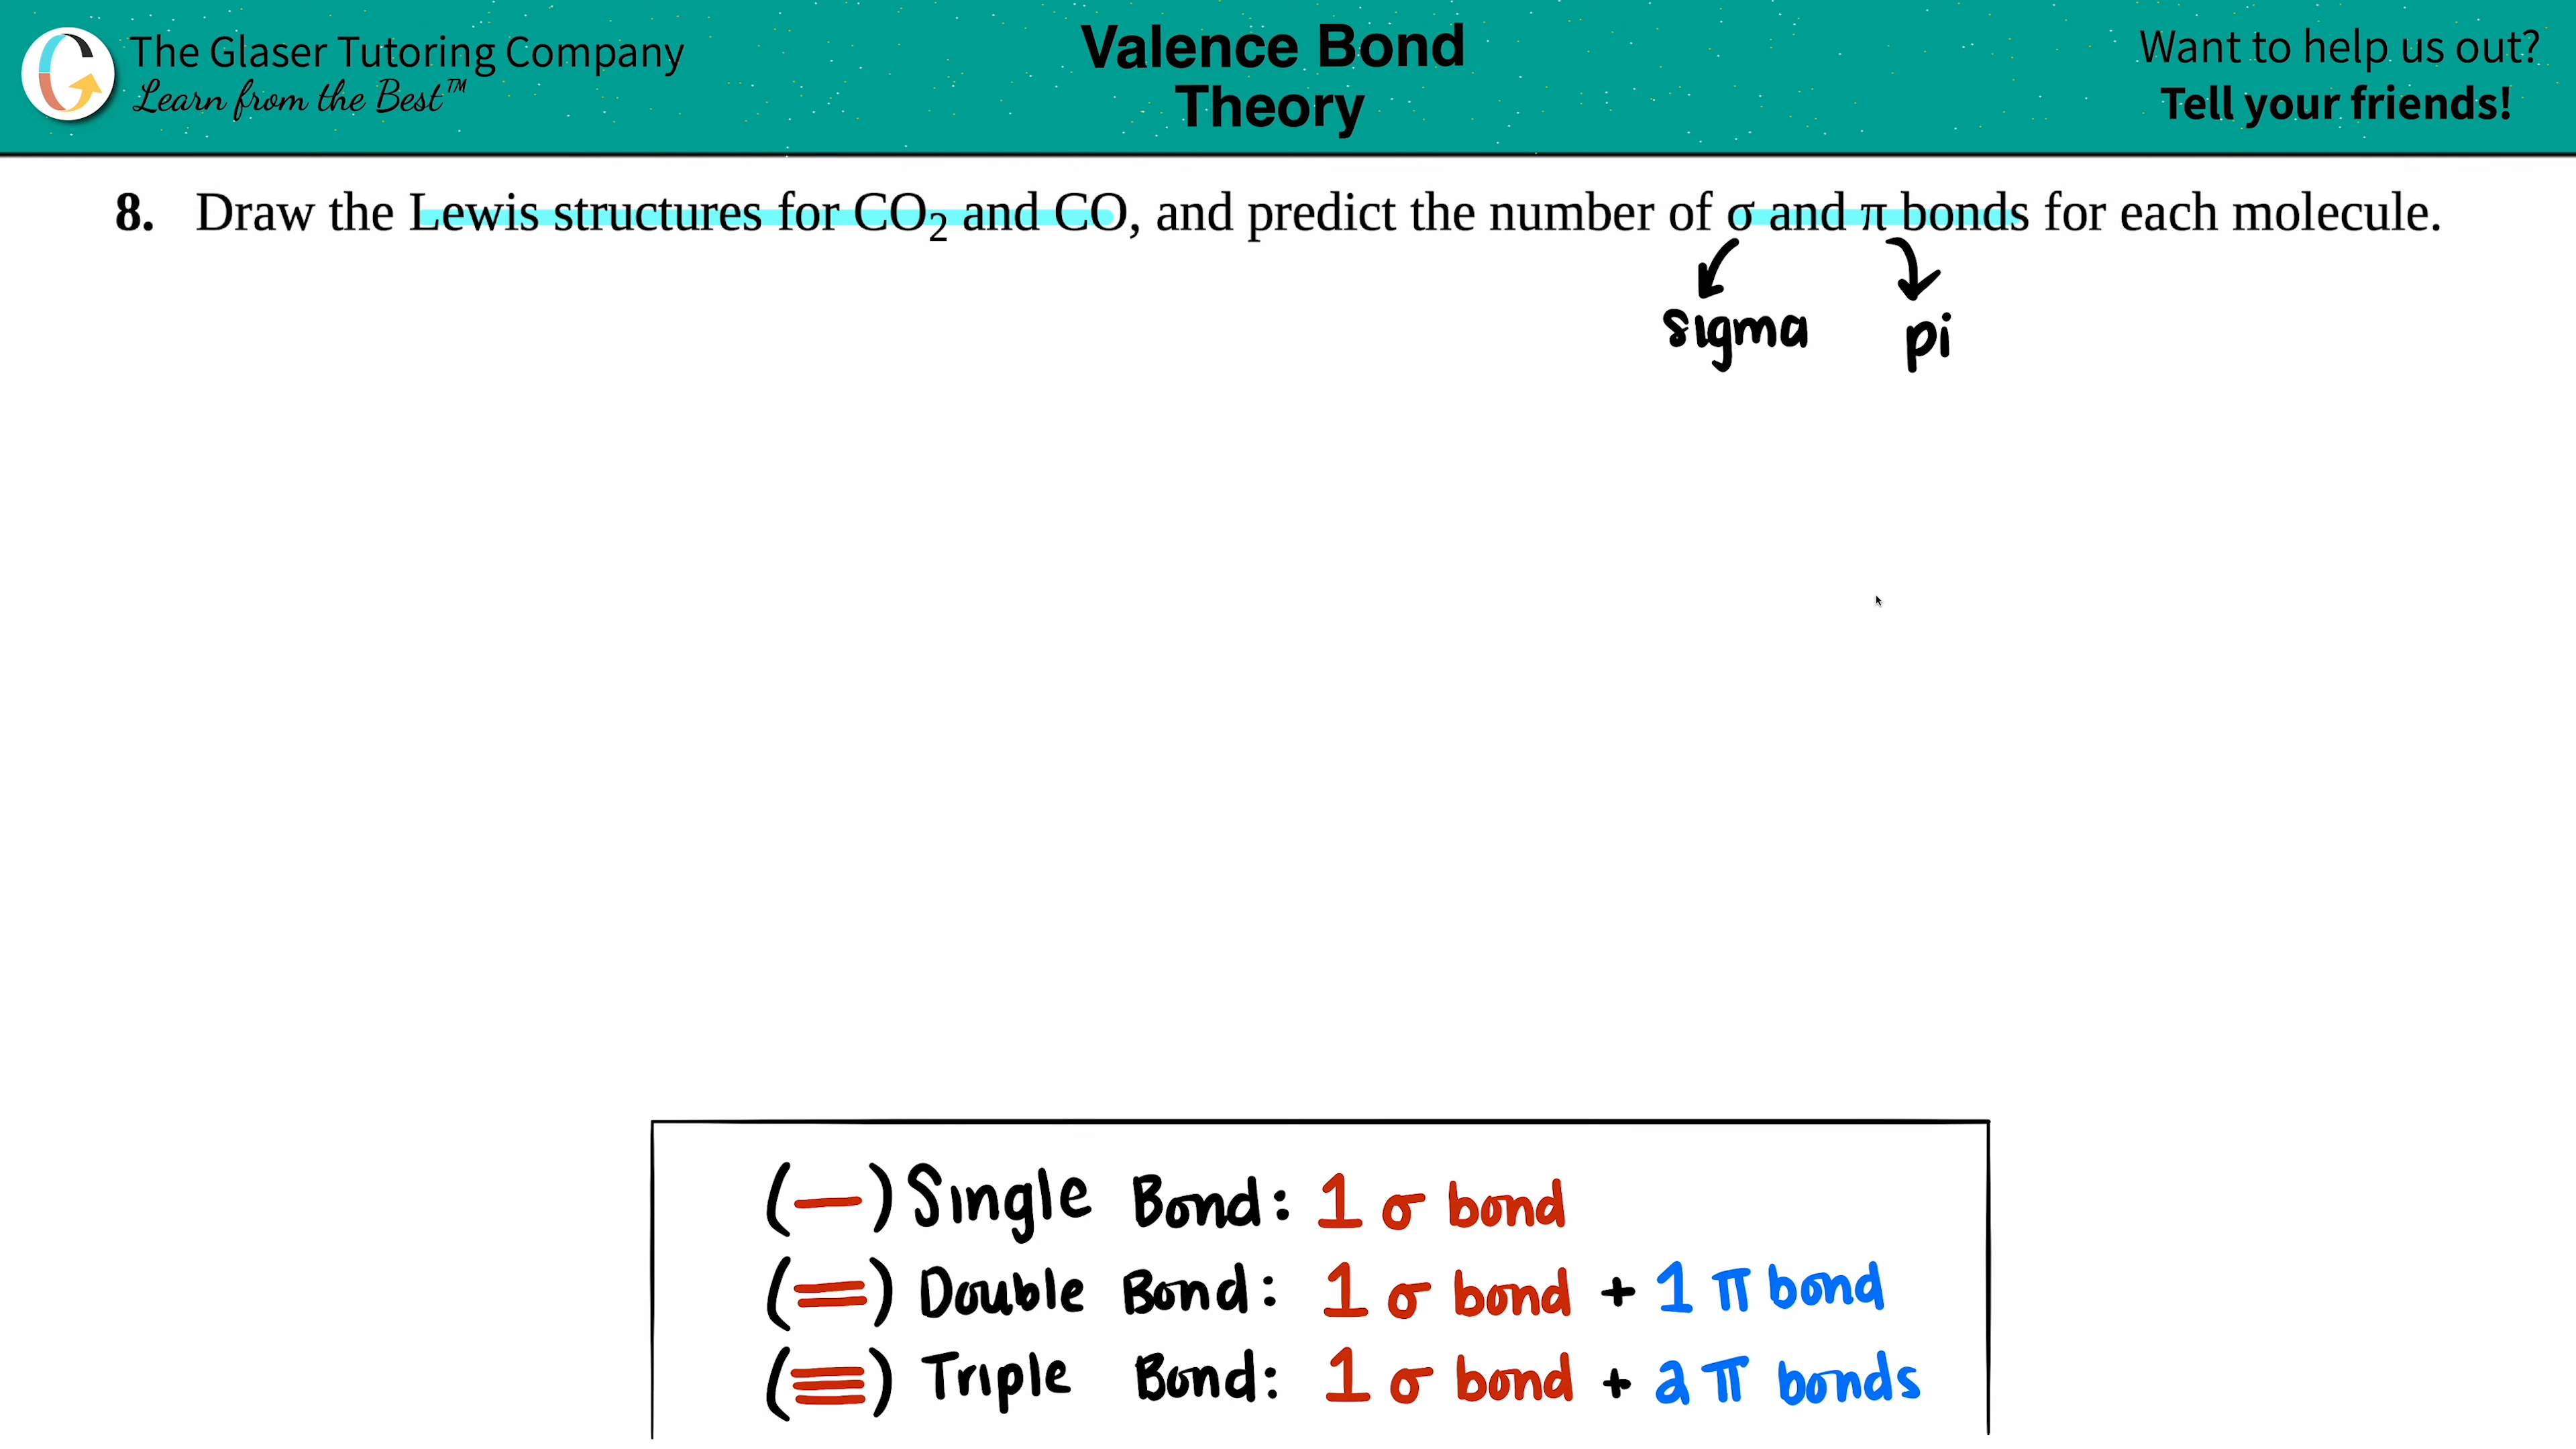 The Glaser Tutoring Company
Learn from the Best™
Valence Bond
Theory
Want to help us out?
Tell your friends!
8. Draw the Lewis structures for CO₂ and CO, and predict the number of σ and π bonds for each molecule.
sigma pi
(—) Single Bond: 1 σ bond
(=) Double Bond: 1 σ bond + 1 π bond
(≡) Triple Bond: 1 σ bond + 2 π bonds